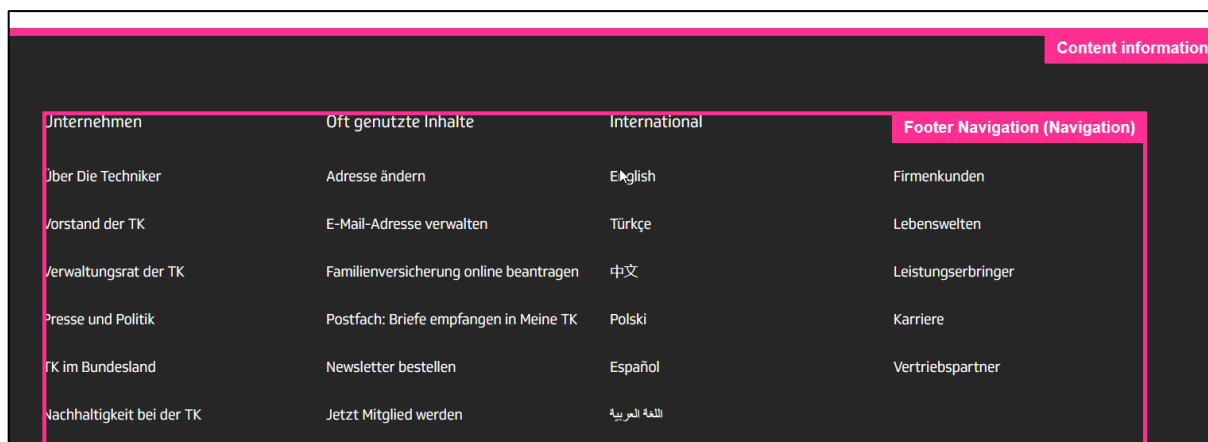 Content information
Footer Navigation (Navigation)
Unternehmen
Über Die Techniker
Vorstand der TK
Verwaltungsrat der TK
Presse und Politik
TK im Bundesland
Nachhaltigkeit bei der TK
Oft genutzte Inhalte
Adresse ändern
E-Mail-Adresse verwalten
Familienversicherung online beantragen
Postfach: Briefe empfangen in Meine TK
Newsletter bestellen
Jetzt Mitglied werden
International
English
Türkçe
中文
Polski
Español
اللغة العربية
Firmenkunden
Lebenswelten
Leistungserbringer
Karriere
Vertriebspartner